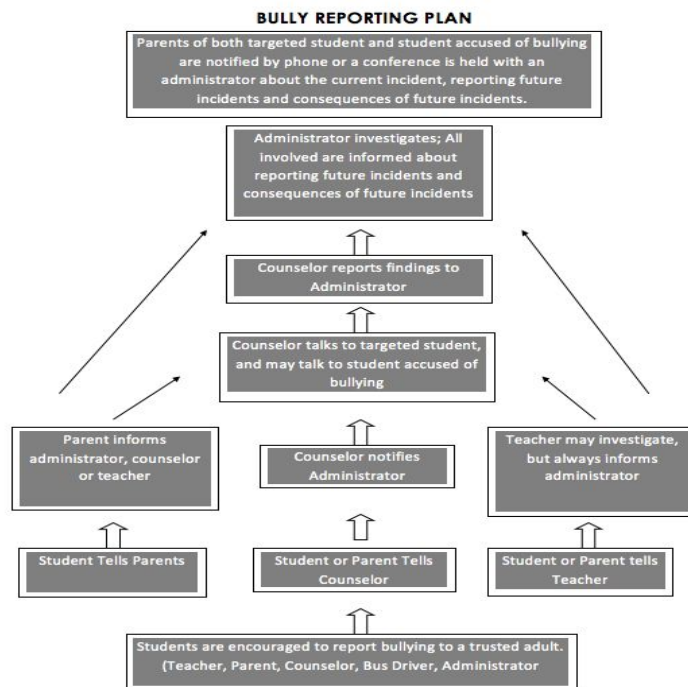 BULLY REPORTING PLAN
Parents of both targeted student and student accused of bullying
are notified by phone or a conference is held with an
administrator about the current incident, reporting future
incidents and consequences of future incidents.
Administrator investigates; All
involved are informed about
reporting future incidents and
consequences of future incidents
Counselor reports findings to
Administrator
Counselor talks to targeted student,
and may talk to student accused of
bullying
Parent informs
administrator, counselor
or teacher
Counselor notifies
Administrator
Teacher may investigate,
but always informs
administrator
Student Tells Parents
Student or Parent Tells
Counselor
Student or Parent tells
Teacher
Students are encouraged to report bullying to a trusted adult.
(Teacher, Parent, Counselor, Bus Driver, Administrator